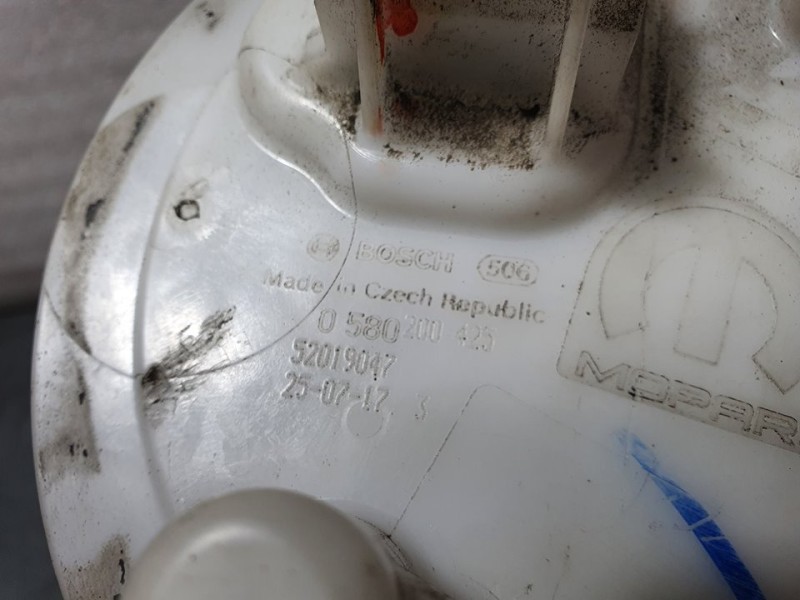 BOSCH 506
Made in Czech Republic
0 580 200 425
52019047
25-07-17 3
MOPAR